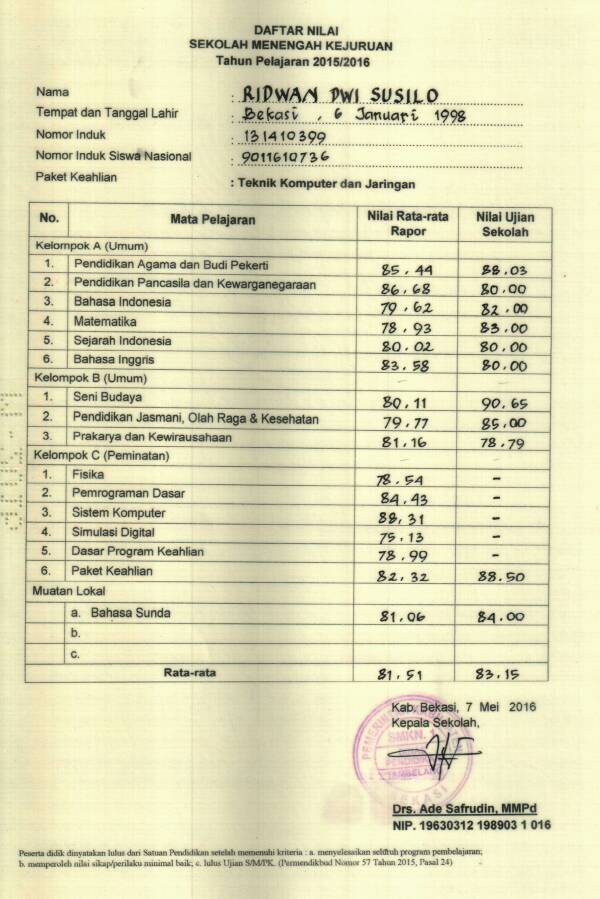 DAFTAR NILAI
SEKOLAH MENENGAH KEJURUAN
Tahun Pelajaran 2015/2016
Nama : RIDWAN DWI SUSILO
Tempat dan Tanggal Lahir : Bekasi , 6 Januari 1998
Nomor Induk : 131410399
Nomor Induk Siswa Nasional : 9011610736
Paket Keahlian : Teknik Komputer dan Jaringan
No. Mata Pelajaran Nilai Rata-rata Rapor Nilai Ujian Sekolah
Kelompok A (Umum)
1. Pendidikan Agama dan Budi Pekerti 85.44 88.03
2. Pendidikan Pancasila dan Kewarganegaraan 86.68 80.00
3. Bahasa Indonesia 79.62 82.00
4. Matematika 78.93 83.00
5. Sejarah Indonesia 80.02 80.00
6. Bahasa Inggris 83.58 80.00
Kelompok B (Umum)
1. Seni Budaya 80.11 90.65
2. Pendidikan Jasmani, Olah Raga & Kesehatan 79.77 85.00
3. Prakarya dan Kewirausahaan 81.16 78.79
Kelompok C (Peminatan)
1. Fisika 78.54 -
2. Pemrograman Dasar 84.43 -
3. Sistem Komputer 88.31 -
4. Simulasi Digital 75.13 -
5. Dasar Program Keahlian 78.99 -
6. Paket Keahlian 82.32 88.50
Muatan Lokal
a. Bahasa Sunda 81.06 84.00
b.
c.
Rata-rata 81.51 83.15
Kab. Bekasi, 7 Mei 2016
Kepala Sekolah,
SMKN. 1
Drs. Ade Safrudin, MMPd
NIP. 19630312 198903 1 016
Peserta didik dinyatakan lulus dari Satuan Pendidikan setelah memenuhi kriteria : a. menyelesaikan seluruh program pembelajaran;
b. memperoleh nilai sikap/perilaku minimal baik; c. lulus Ujian S/M/PK. (Permendikbud Nomor 57 Tahun 2015, Pasal 24)